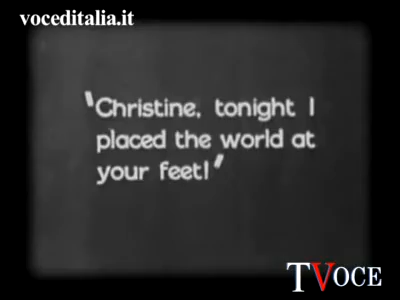 voceditalia.it
'Christine, tonight I
placed the world at
your feet!'
TVOCE